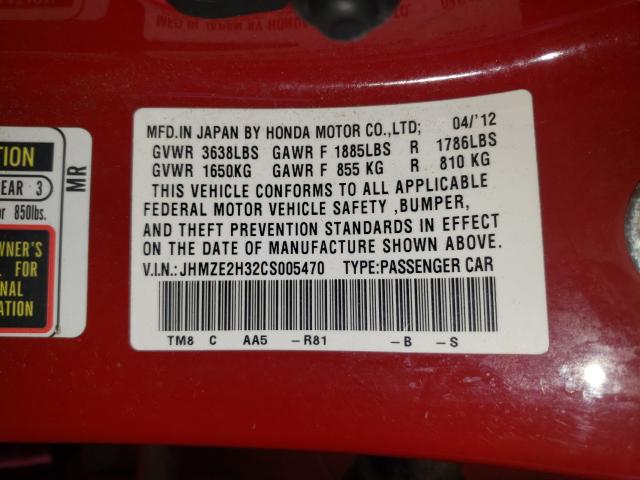 MFD.IN JAPAN BY HONDA MOTOR CO.,LTD; 04/'12
GVWR 3638LBS GAWR F 1885LBS R 1786LBS
GVWR 1650KG GAWR F 855 KG R 810 KG
THIS VEHICLE CONFORMS TO ALL APPLICABLE
FEDERAL MOTOR VEHICLE SAFETY ,BUMPER,
AND THEFT PREVENTION STANDARDS IN EFFECT
ON THE DATE OF MANUFACTURE SHOWN ABOVE.
V.I.N.:JHMZE2H32CS005470 TYPE:PASSENGER CAR
TM8 C AA5 -R81 -B -S
EAR 3
850lbs.
WNER'S
FOR
MR